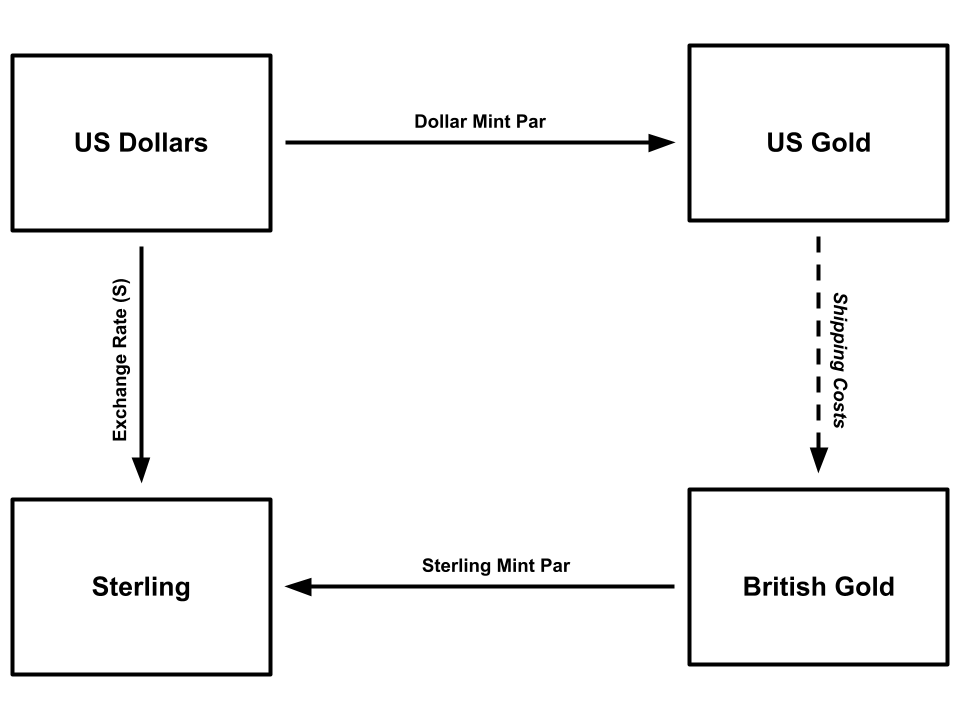 US Dollars
Dollar Mint Par
US Gold
Exchange Rate (S)
Shipping Costs
Sterling
Sterling Mint Par
British Gold